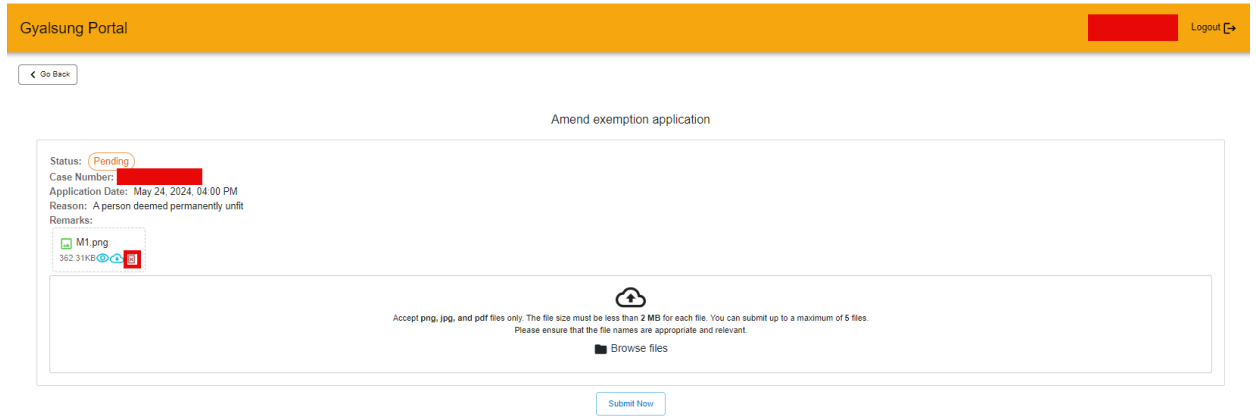 Gyalsung Portal
Logout
Go Back
Amend exemption application
Status: Pending
Case Number:
Application Date: May 24, 2024, 04:00 PM
Reason: A person deemed permanently unfit
Remarks:
M1.png
362.31KB
Accept png, jpg, and pdf files only. The file size must be less than 2 MB for each file. You can submit up to a maximum of 5 files.
Please ensure that the file names are appropriate and relevant.
Browse files
Submit Now